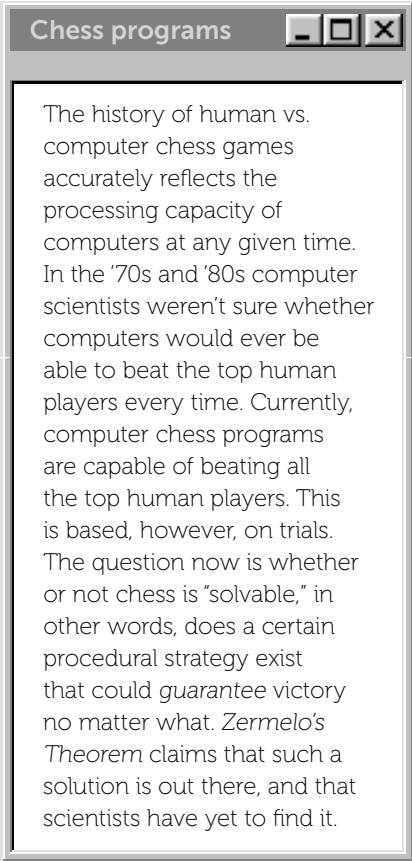 Chess programs
The history of human vs.
computer chess games
accurately reflects the
processing capacity of
computers at any given time.
In the ’70s and ’80s computer
scientists weren’t sure whether
computers would ever be
able to beat the top human
players every time. Currently,
computer chess programs
are capable of beating all
the top human players. This
is based, however, on trials.
The question now is whether
or not chess is “solvable,” in
other words, does a certain
procedural strategy exist
that could guarantee victory
no matter what. Zermelo’s
Theorem claims that such a
solution is out there, and that
scientists have yet to find it.